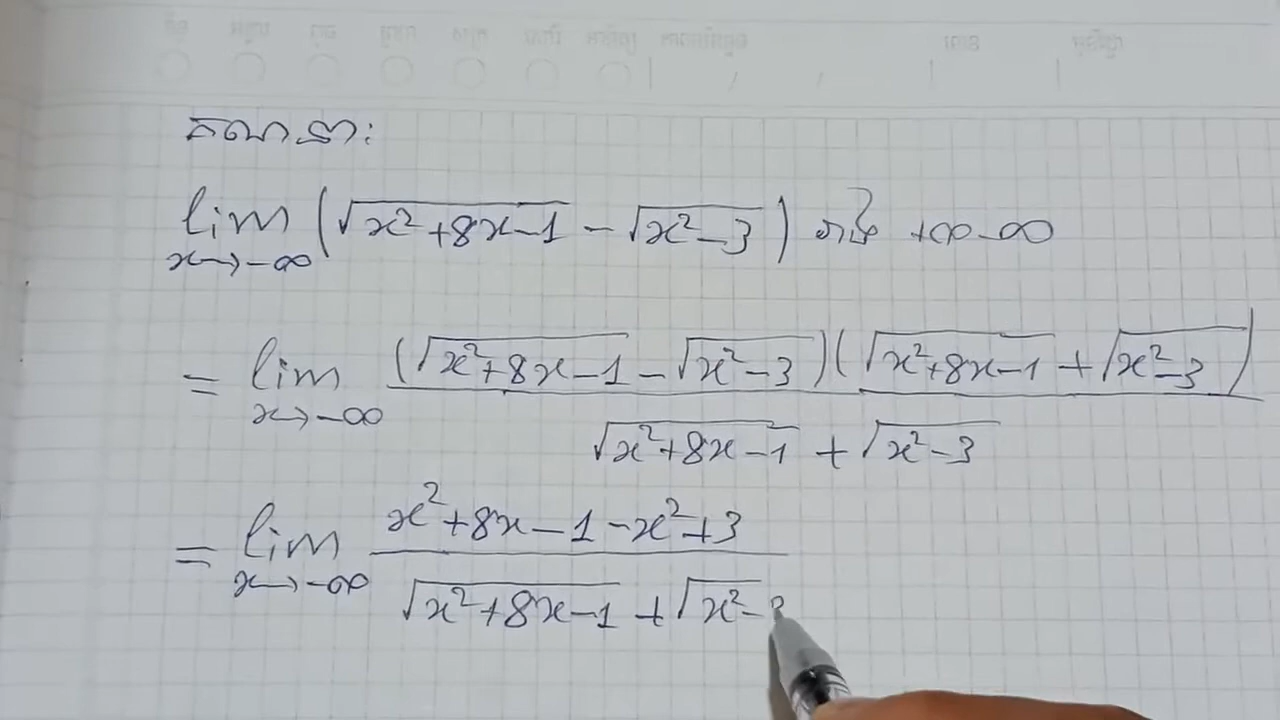 គណនា:
lim x→-∞ (√(x²+8x-1) - √(x²-3)) រាង +∞-∞
= lim x→-∞ (√(x²+8x-1) - √(x²-3))(√(x²+8x-1) + √(x²-3)) / √(x²+8x-1) + √(x²-3)
= lim x→-∞ x²+8x-1-x²+3 / √(x²+8x-1) + √(x²-